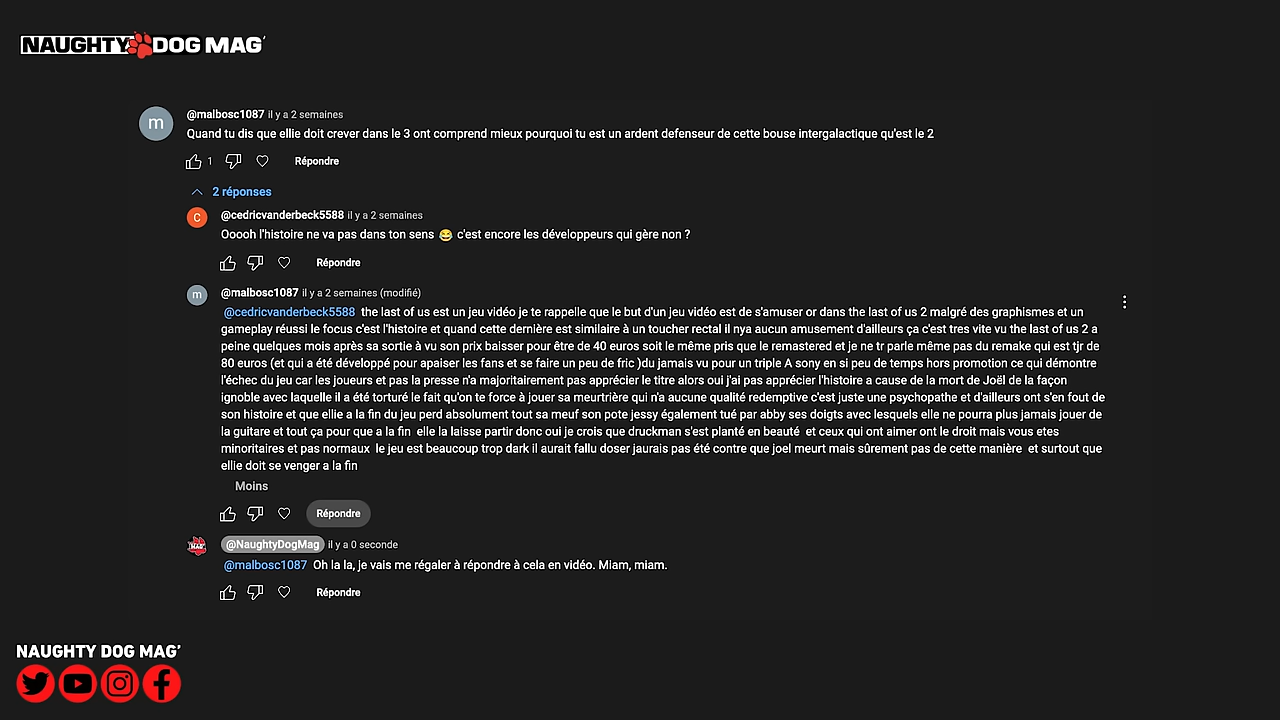 NAUGHTY DOG MAG'
m
@malbosc1087 il y a 2 semaines
Quand tu dis que ellie doit crever dans le 3 ont comprend mieux pourquoi tu est un ardent defenseur de cette bouse intergalactique qu'est le 2
1 Répondre
2 réponses
C
@cedricvanderbeck5588 il y a 2 semaines
Ooooh l'histoire ne va pas dans ton sens 😂 c'est encore les développeurs qui gère non ?
Répondre
m
@malbosc1087 il y a 2 semaines (modifié)
@cedricvanderbeck5588 the last of us est un jeu vidéo je te rappelle que le but d'un jeu vidéo est de s'amuser or dans the last of us 2 malgré des graphismes et un
gameplay réussi le focus c'est l'histoire et quand cette dernière est similaire à un toucher rectal il nya aucun amusement d'ailleurs ça c'est tres vite vu the last of us 2 a
peine quelques mois après sa sortie à vu son prix baisser pour être de 40 euros soit le même prix que le remastered et je ne tr parle même pas du remake qui est tjr de
80 euros (et qui a été développé pour apaiser les fans et se faire un peu de fric )du jamais vu pour un triple A sony en si peu de temps hors promotion ce qui démontre
l'échec du jeu car les joueurs et pas la presse n'a majoritairement pas apprécier le titre alors oui j'ai pas apprécier l'histoire a cause de la mort de Joël de la façon
ignoble avec laquelle il a été torturé le fait qu'on te force à jouer sa meurtrière qui n'a aucune qualité redemptive c'est juste une psychopathe et d'ailleurs ont s'en fout de
son histoire et que ellie a la fin du jeu perd absolument tout sa meuf son pote jessy également tué par abby ses doigts avec lesquels elle ne pourra plus jamais jouer de
la guitare et tout ça pour que a la fin elle la laisse partir donc oui je crois que druckman s'est planté en beauté et ceux qui ont aimer ont le droit mais vous etes
minoritaires et pas normaux le jeu est beaucoup trop dark il aurait fallu doser jaurais pas été contre que joel meurt mais sûrement pas de cette manière et surtout que
ellie doit se venger a la fin
Moins
Répondre
MAG'
@NaughtyDogMag il y a 0 seconde
@malbosc1087 Oh la la, je vais me régaler à répondre à cela en vidéo. Miam, miam.
Répondre
NAUGHTY DOG MAG'